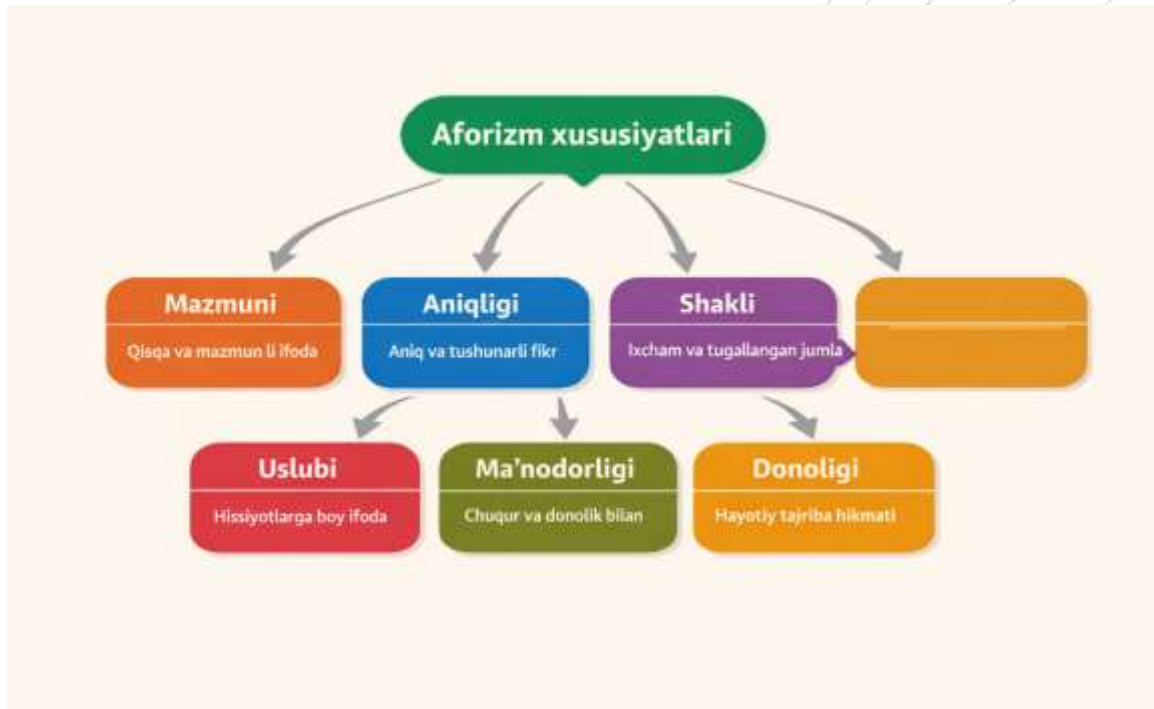 Aforizm xususiyatlari
Mazmuni
Qisqa va mazmun li ifoda
Aniqligi
Aniq va tushunarli fikr
Shakli
Ixcham va tugallangan jumla
Uslubi
Hissiyotlarga boy ifoda
Ma'nodorligi
Chuqur va donolik bilan
Donoligi
Hayotiy tajriba hikmati